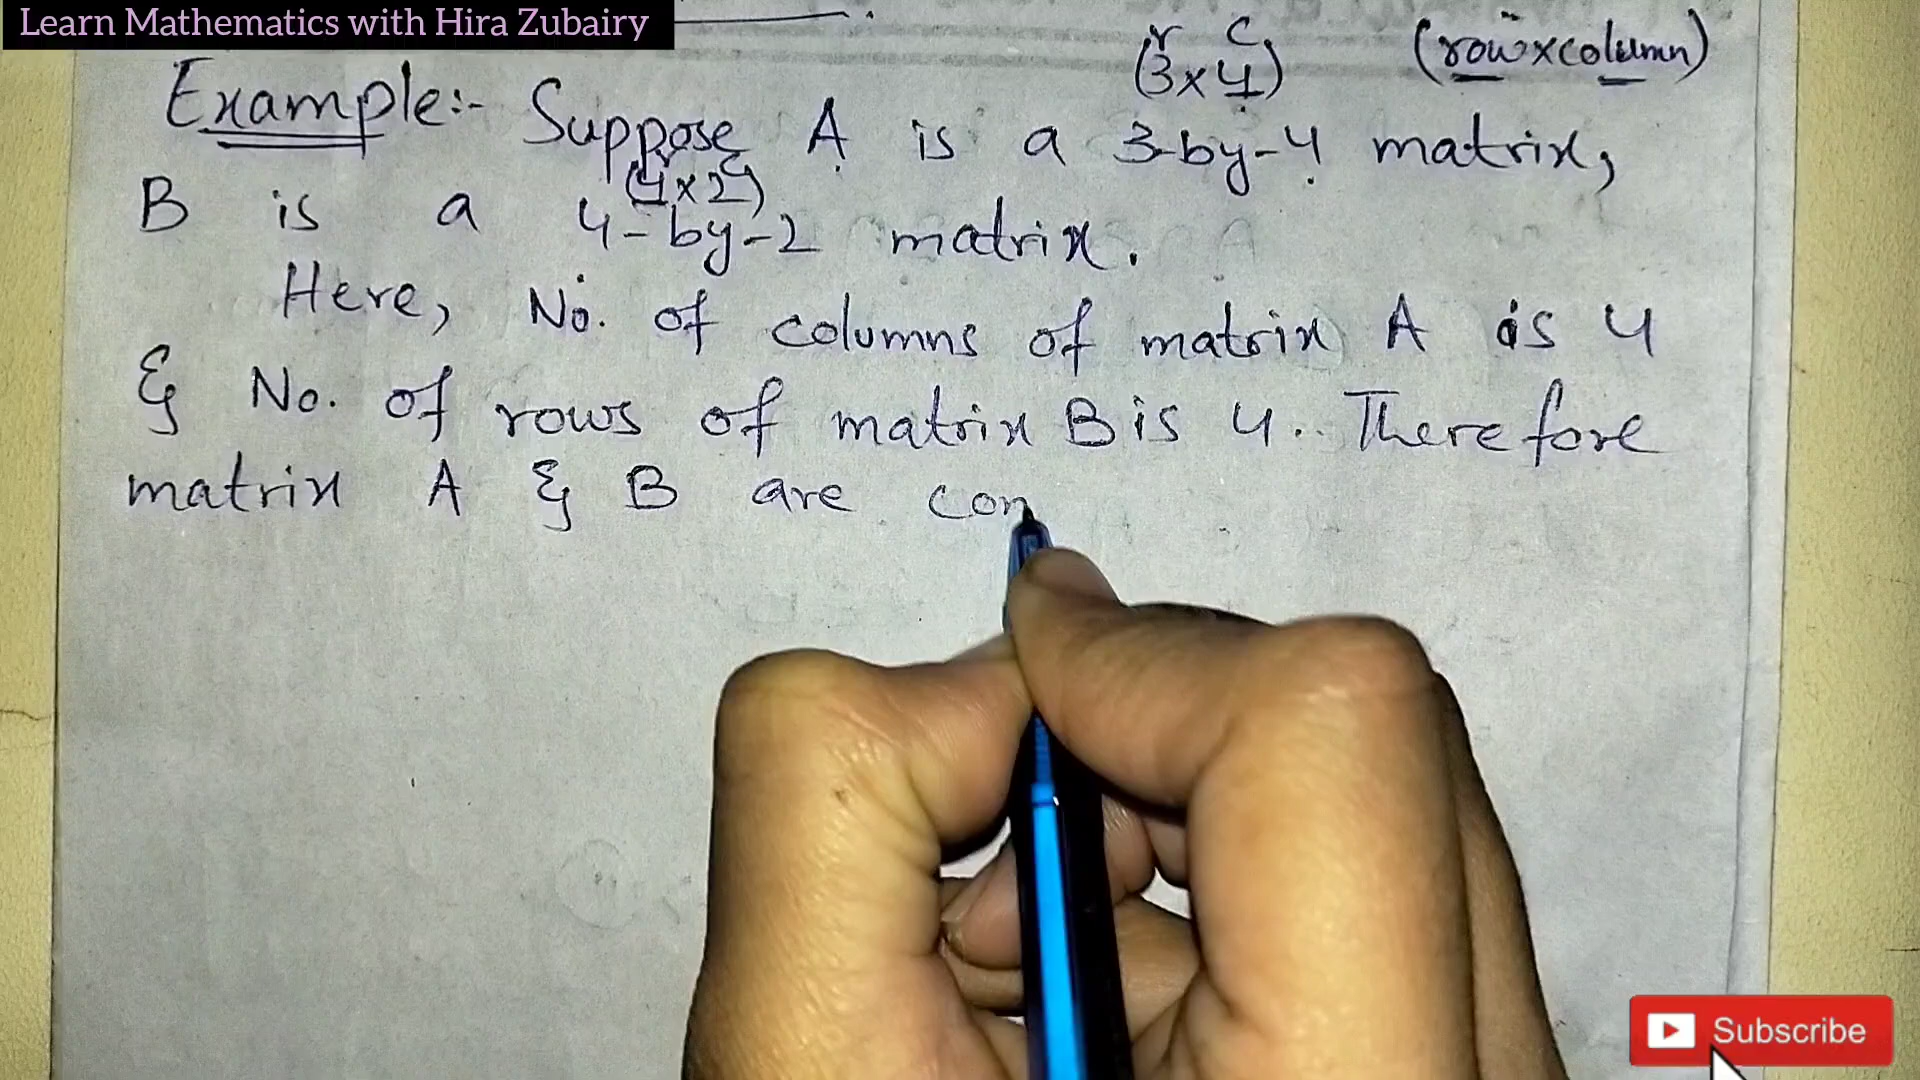 Learn Mathematics with Hira Zubairy
r c
(3x4) (rowxcolumn)
Example:- Suppose A is a 3-by-4 matrix,
r c
(4x2)
B is a 4-by-2 matrix.
Here, No. of columns of matrix A is 4
& No. of rows of matrix B is 4. Therefore
matrix A & B are con
Subscribe